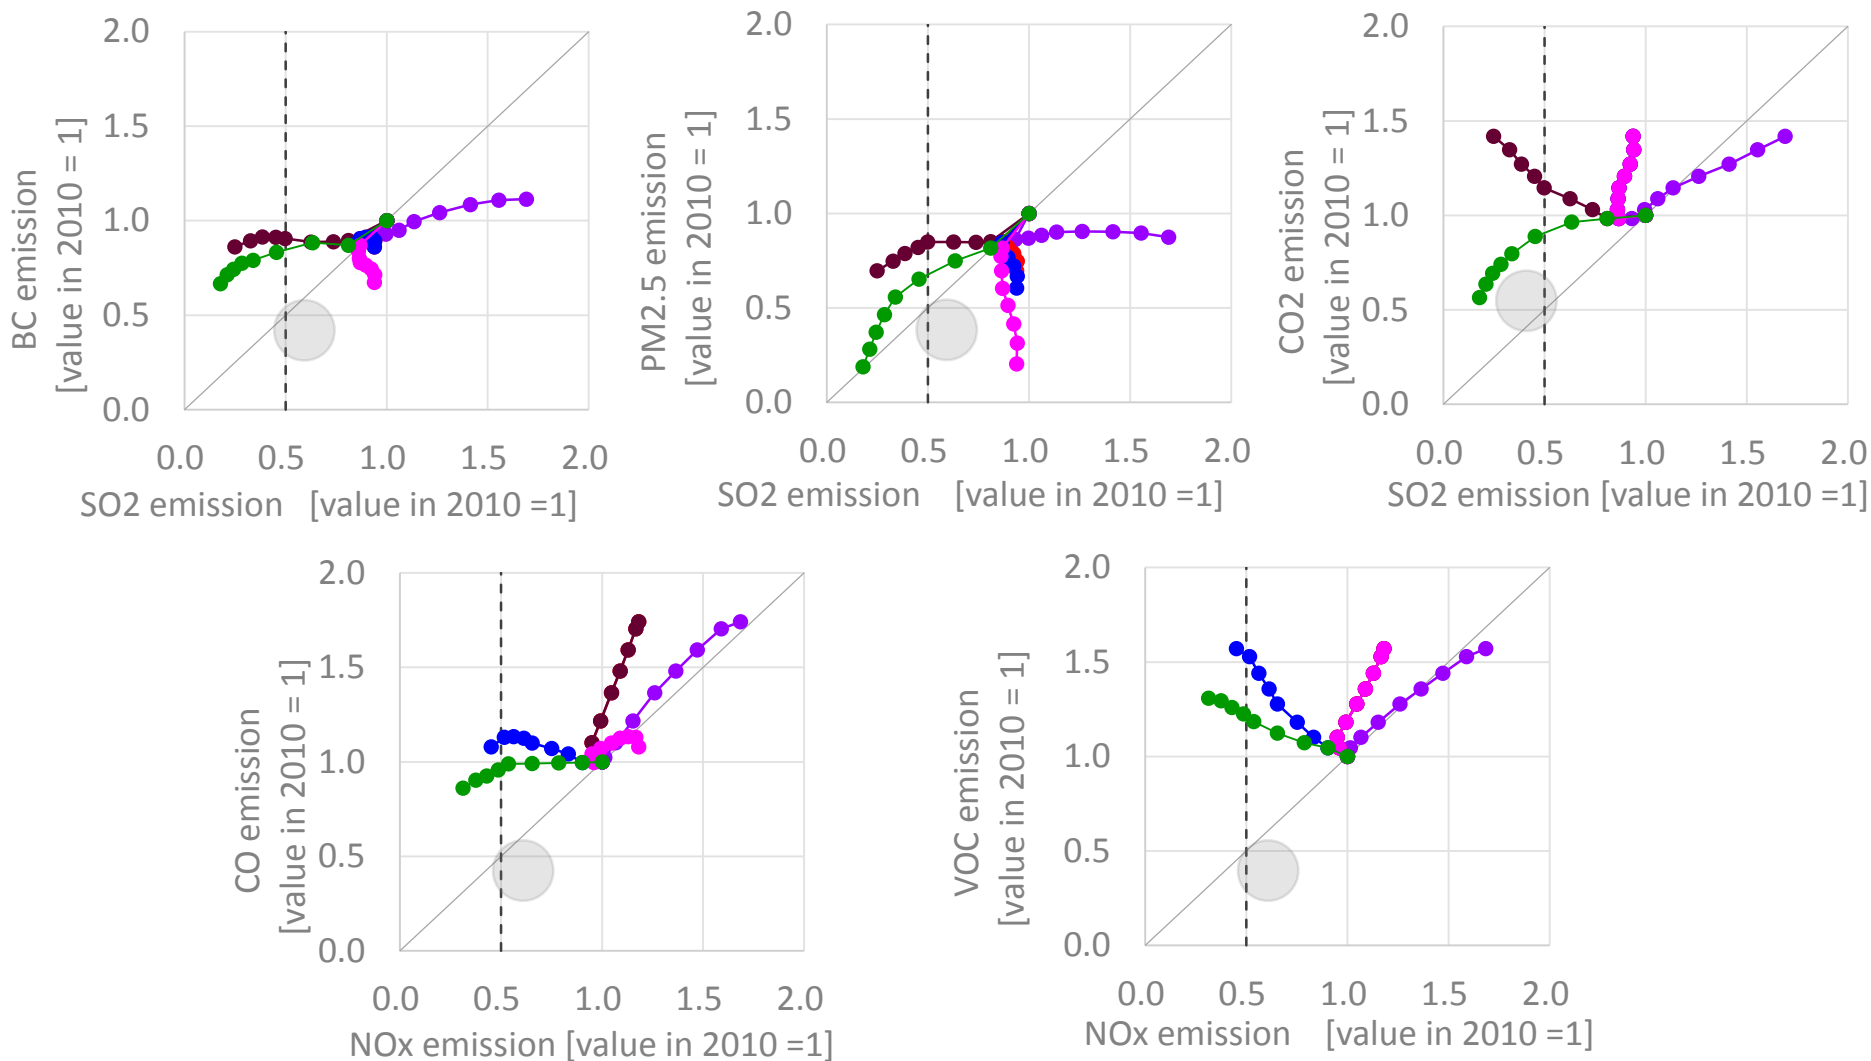 BC emission
[value in 2010 = 1]
2.0
1.5
1.0
0.5
0.0
0.0 0.5 1.0 1.5 2.0
SO2 emission [value in 2010 =1]
PM2.5 emission
[value in 2010 = 1]
2.0
1.5
1.0
0.5
0.0
0.0 0.5 1.0 1.5 2.0
SO2 emission [value in 2010 =1]
CO2 emission
[value in 2010 = 1]
2.0
1.5
1.0
0.5
0.0
0.0 0.5 1.0 1.5 2.0
SO2 emission [value in 2010 =1]
CO emission
[value in 2010 = 1]
2.0
1.5
1.0
0.5
0.0
0.0 0.5 1.0 1.5 2.0
NOx emission [value in 2010 =1]
VOC emission
[value in 2010 = 1]
2.0
1.5
1.0
0.5
0.0
0.0 0.5 1.0 1.5 2.0
NOx emission [value in 2010 =1]